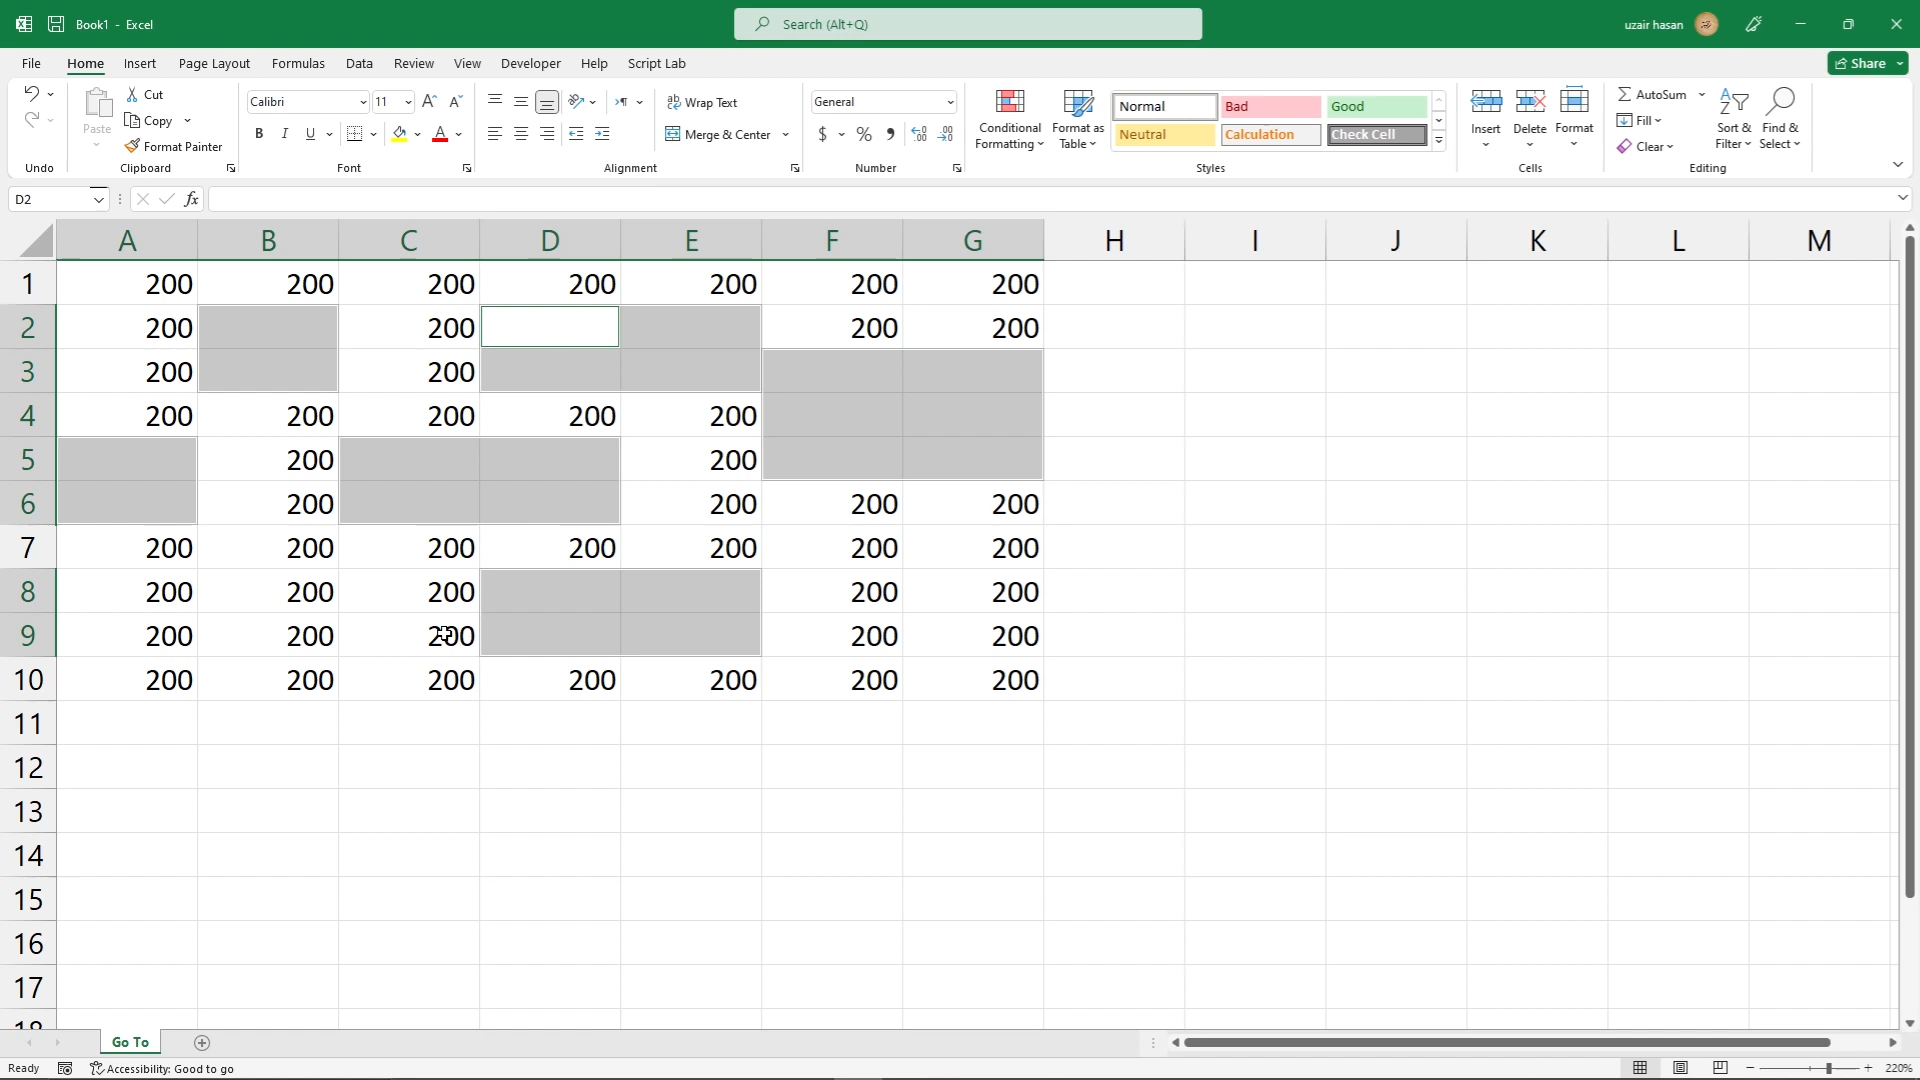 Book1 - Excel
Search (Alt+Q)
uzair hasan
File Home Insert Page Layout Formulas Data Review View Developer Help Script Lab
Share
Cut
Copy
Format Painter
Paste
Undo
Clipboard
Calibri 11
B I U
A
Font
Wrap Text
Merge & Center
Alignment
General
$ % 9
Number
Conditional Formatting
Format as Table
Normal Bad Good
Neutral Calculation Check Cell
Styles
Insert Delete Format
Cells
AutoSum
Fill
Clear
Sort & Filter
Find & Select
Editing
D2
fx
A B C D E F G H I J K L M
1 200 200 200 200 200 200 200
2 200 200 200 200
3 200 200
4 200 200 200 200 200
5 200 200
6 200 200 200 200
7 200 200 200 200 200 200 200
8 200 200 200 200 200
9 200 200 200 200 200
10 200 200 200 200 200 200 200
11
12
13
14
15
16
17
18
Go To
Ready
Accessibility: Good to go
220%